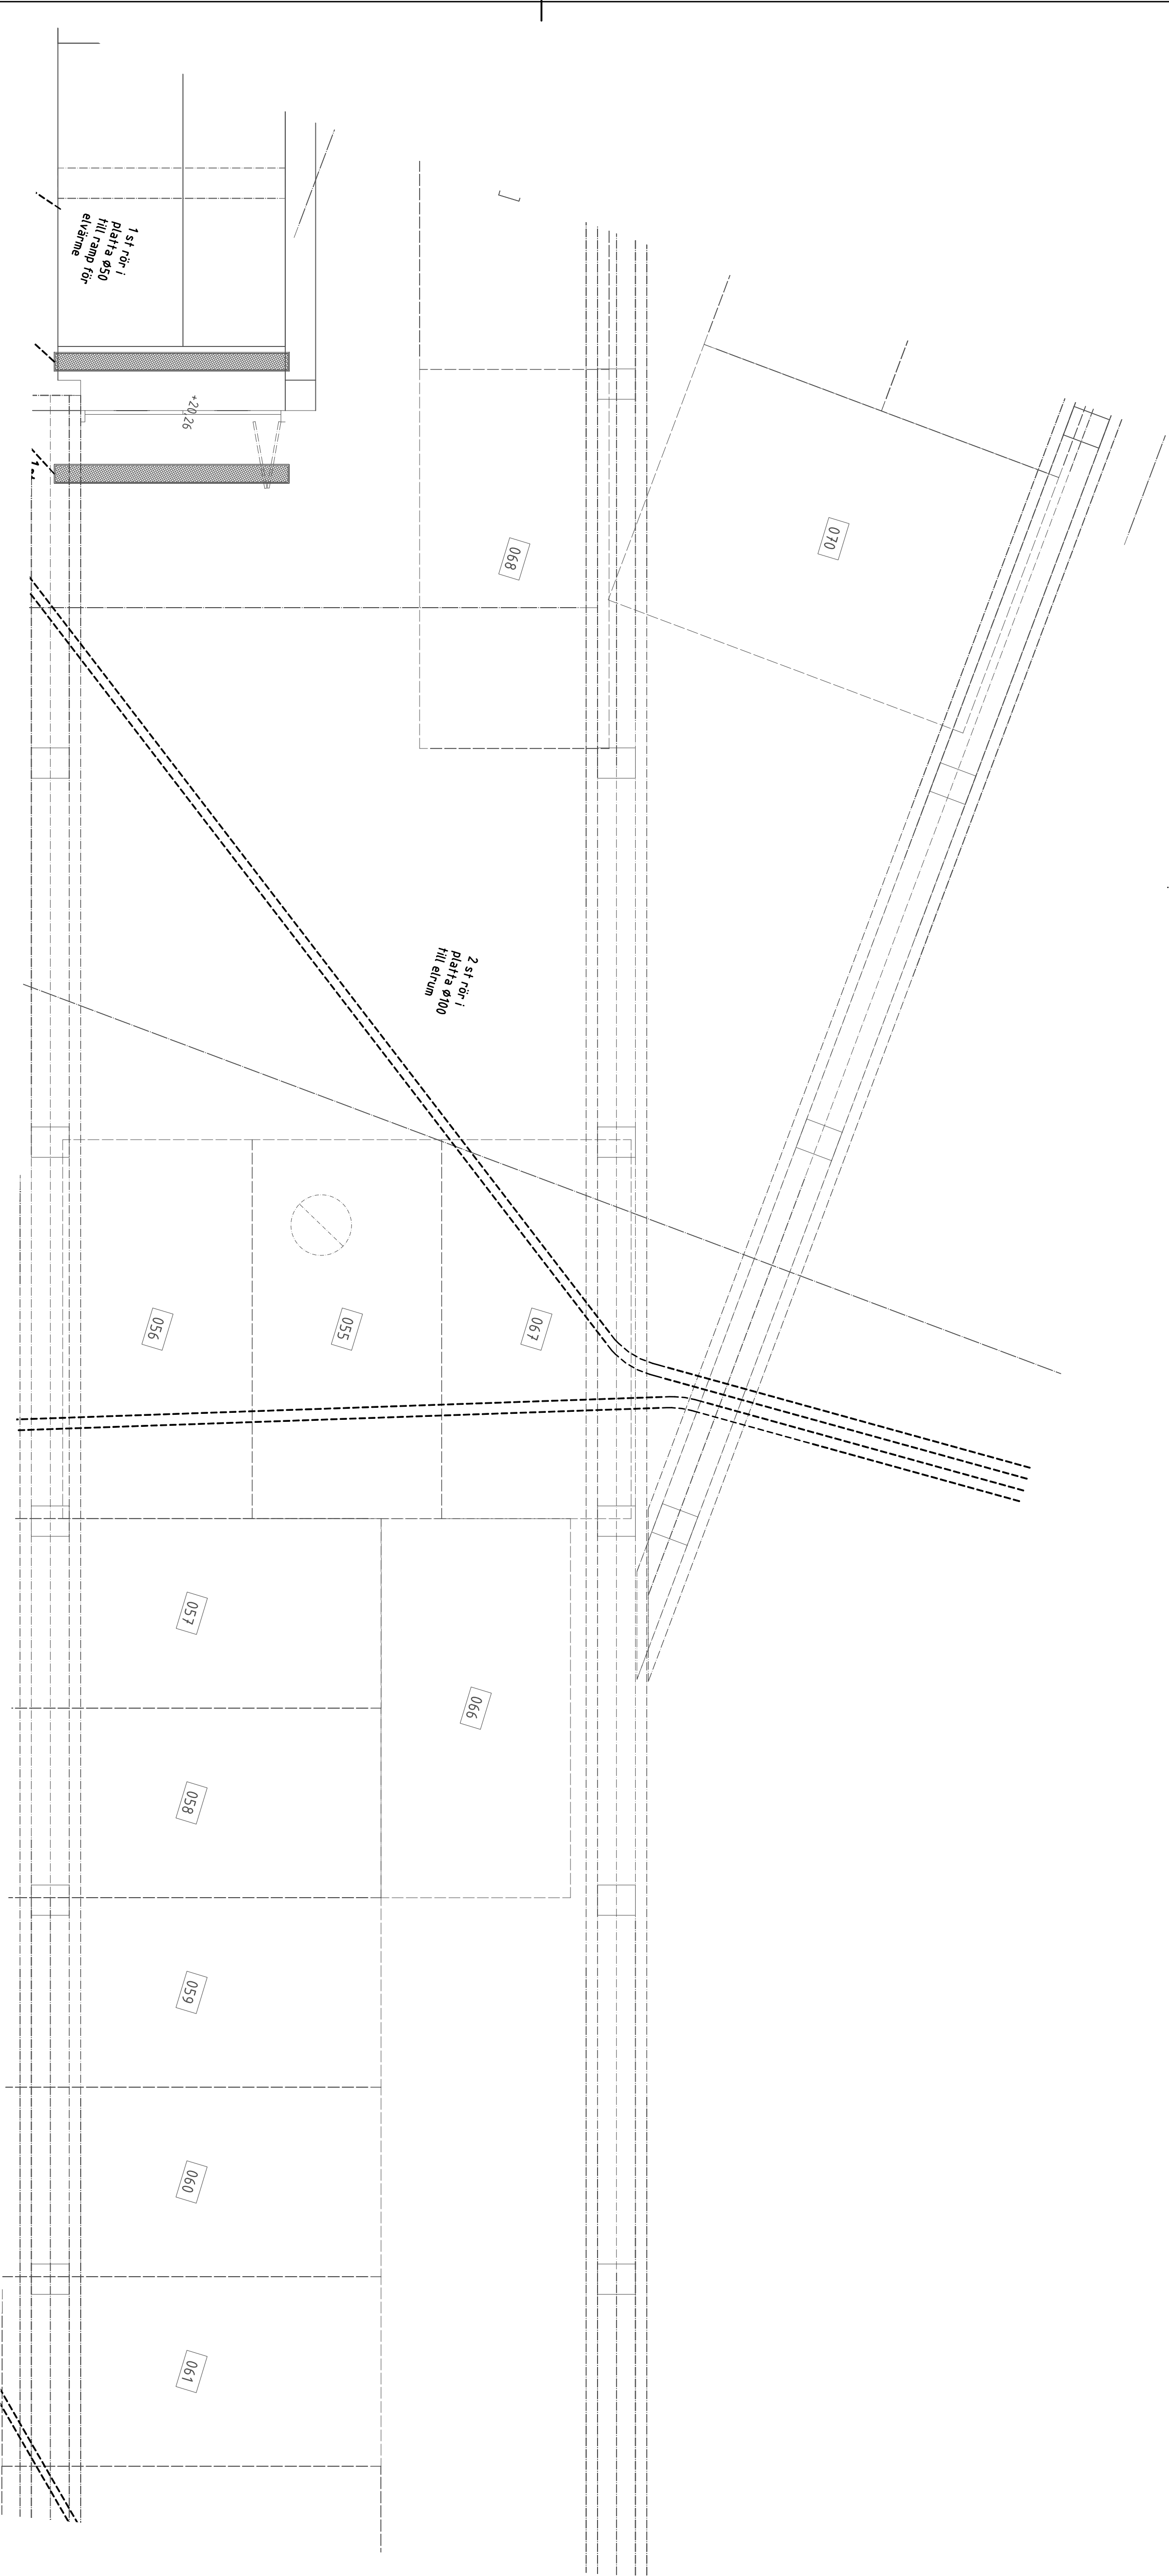 1 st rör i
platta Ø50
till ramp för
elvärme
+20,26
068
070
2 st rör i
platta Ø100
till elrum
056
055
067
057
066
058
059
060
061